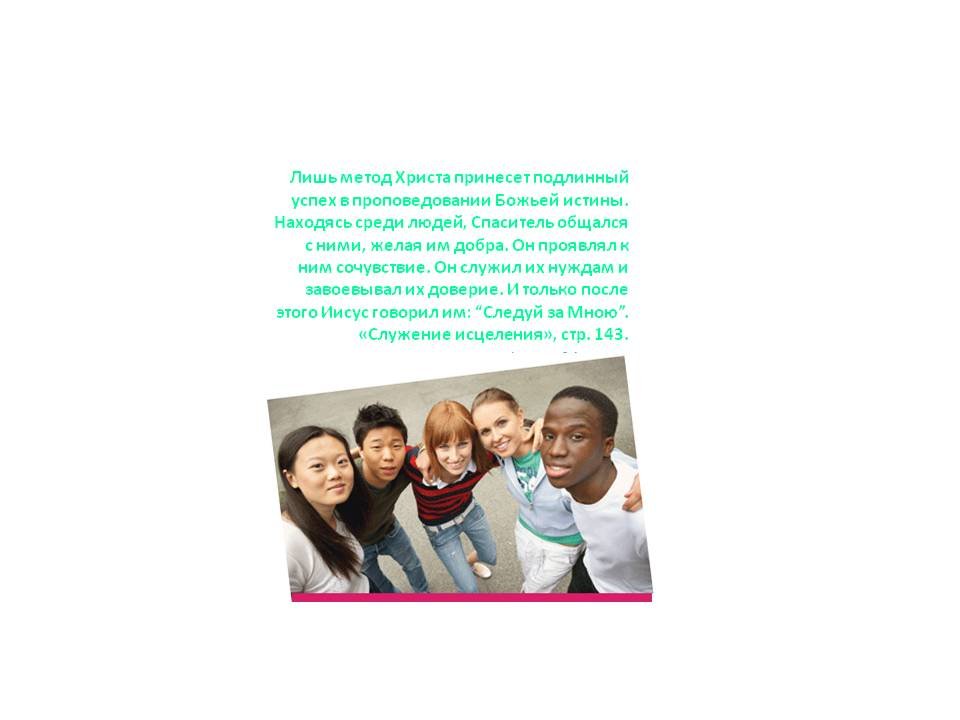 Лишь метод Христа принесет подлинный
успех в проповедовании Божьей истины.
Находясь среди людей, Спаситель общался
с ними, желая им добра. Он проявлял к
ним сочувствие. Он служил их нуждам и
завоевывал их доверие. И только после
этого Иисус говорил им: “Следуй за Мною”.
«Служение исцеления», стр. 143.